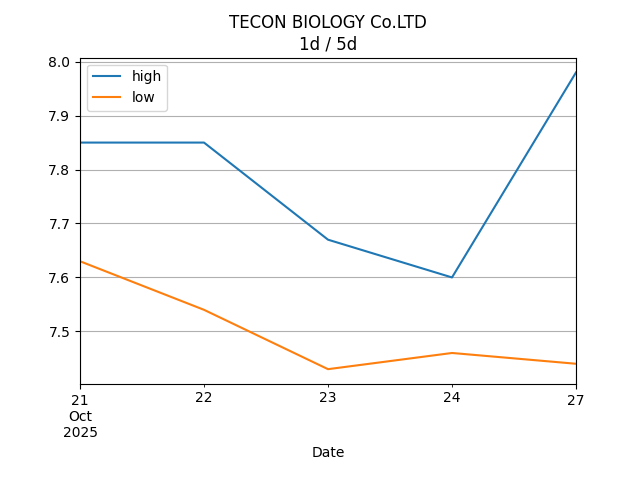 TECON BIOLOGY Co.LTD
1d / 5d
high
low
8.0
7.9
7.8
7.7
7.6
7.5
21 22 23 24 27
Oct
2025
Date